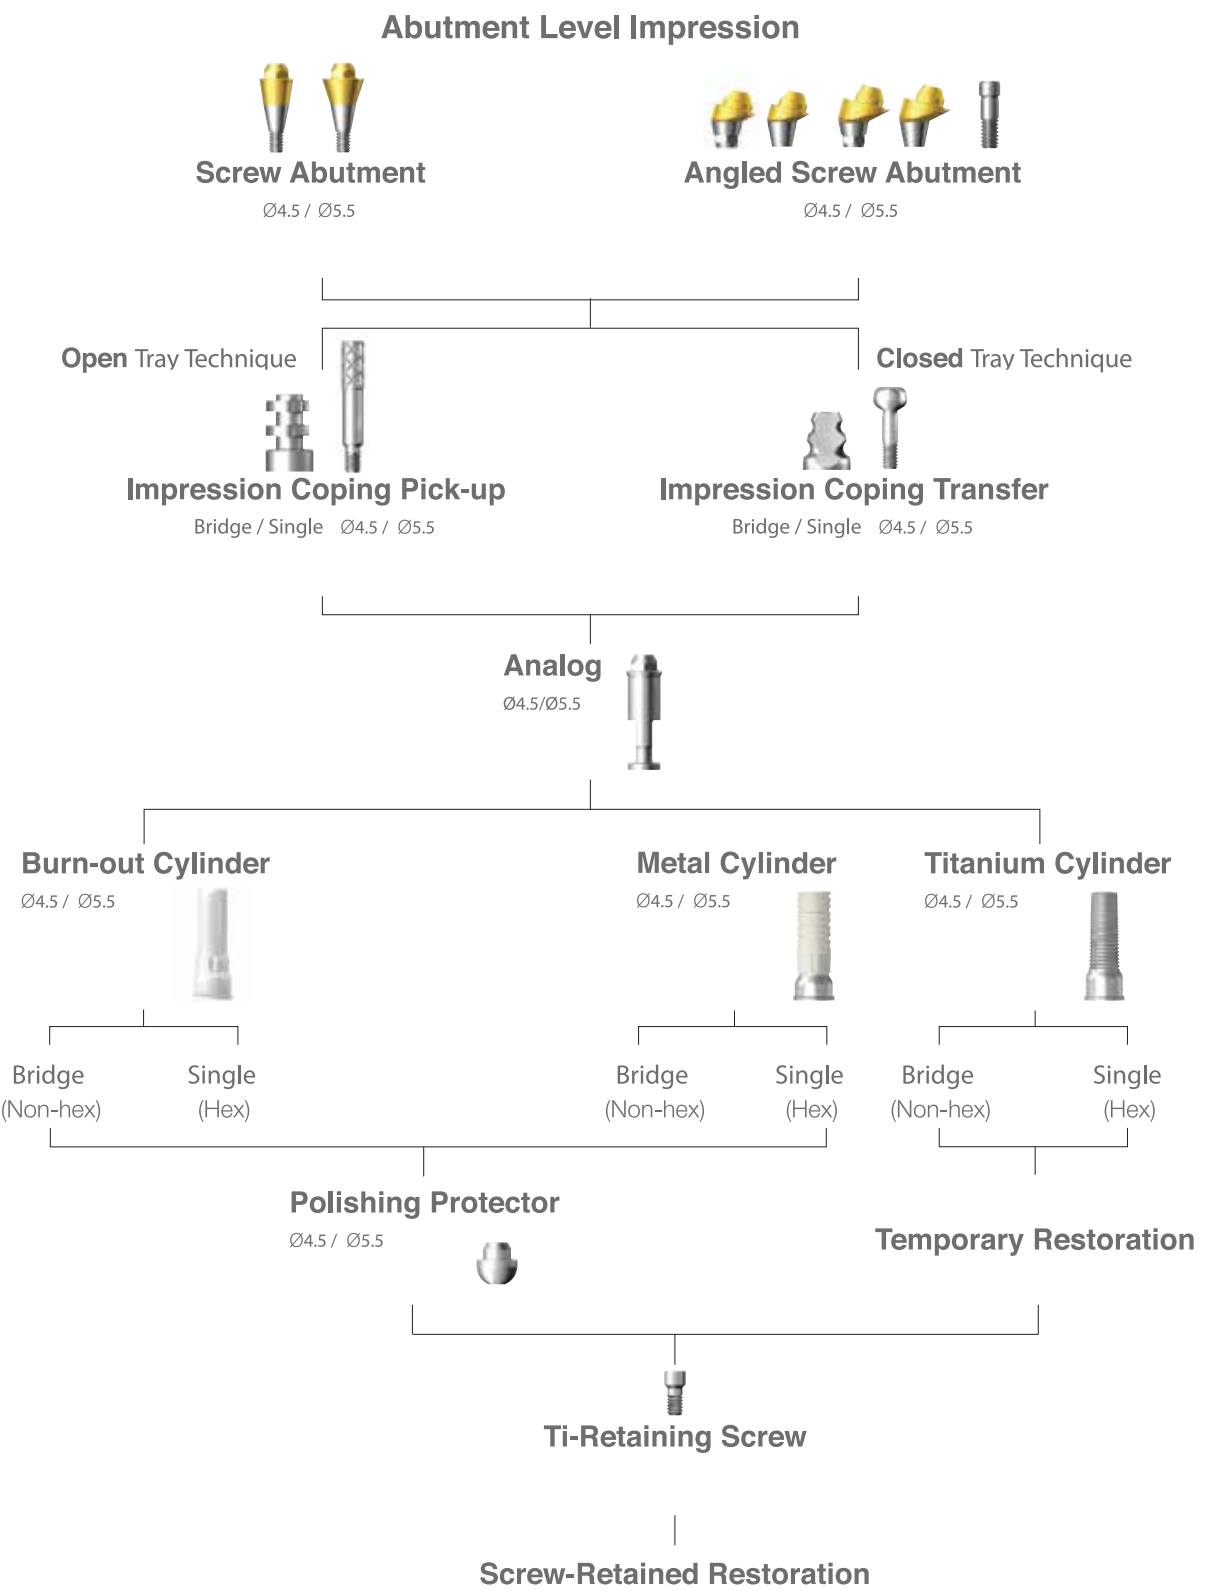 Abutment Level Impression
Screw Abutment
Ø4.5 / Ø5.5
Angled Screw Abutment
Ø4.5 / Ø5.5
Open Tray Technique
Closed Tray Technique
Impression Coping Pick-up
Bridge / Single Ø4.5 / Ø5.5
Impression Coping Transfer
Bridge / Single Ø4.5 / Ø5.5
Analog
Ø4.5/Ø5.5
Burn-out Cylinder
Ø4.5 / Ø5.5
Metal Cylinder
Ø4.5 / Ø5.5
Titanium Cylinder
Ø4.5 / Ø5.5
Bridge
(Non-hex)
Single
(Hex)
Bridge
(Non-hex)
Single
(Hex)
Bridge
(Non-hex)
Single
(Hex)
Polishing Protector
Ø4.5 / Ø5.5
Temporary Restoration
Ti-Retaining Screw
Screw-Retained Restoration